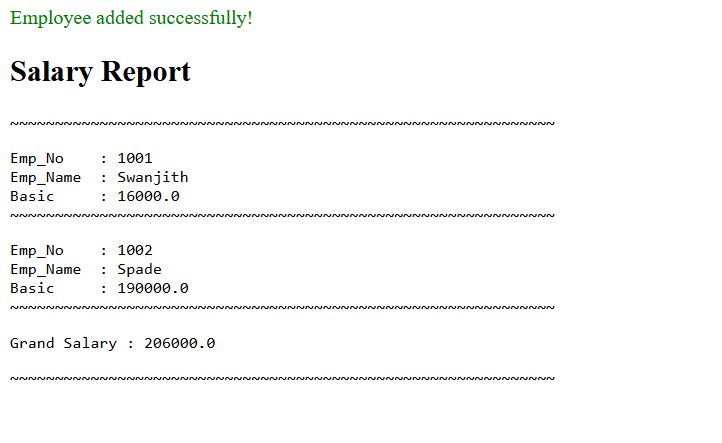 Employee added successfully!
Salary Report
~~~~~~~~~~~~~~~~~~~~~~~~~~~~~~~~~~~~~~~~~~~~~~~~~~~~~~~~~~~~~
Emp_No    : 1001
Emp_Name  : Swanjith
Basic     : 16000.0
~~~~~~~~~~~~~~~~~~~~~~~~~~~~~~~~~~~~~~~~~~~~~~~~~~~~~~~~~~~~~
Emp_No    : 1002
Emp_Name  : Spade
Basic     : 190000.0
~~~~~~~~~~~~~~~~~~~~~~~~~~~~~~~~~~~~~~~~~~~~~~~~~~~~~~~~~~~~~
Grand Salary : 206000.0
~~~~~~~~~~~~~~~~~~~~~~~~~~~~~~~~~~~~~~~~~~~~~~~~~~~~~~~~~~~~~